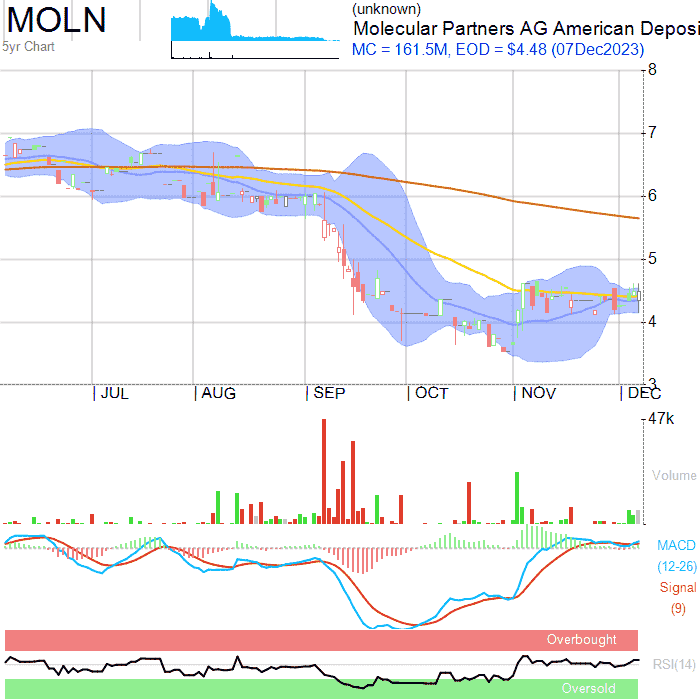 MOLN
5yr Chart
(unknown)
Molecular Partners AG American Deposi
MC = 161.5M, EOD = $4.48 (07Dec2023)
8
7
6
5
4
3
JUL
AUG
SEP
OCT
NOV
DEC
47k
Volume
MACD
(12-26)
Signal
(9)
Overbought
RSI(14)
Oversold